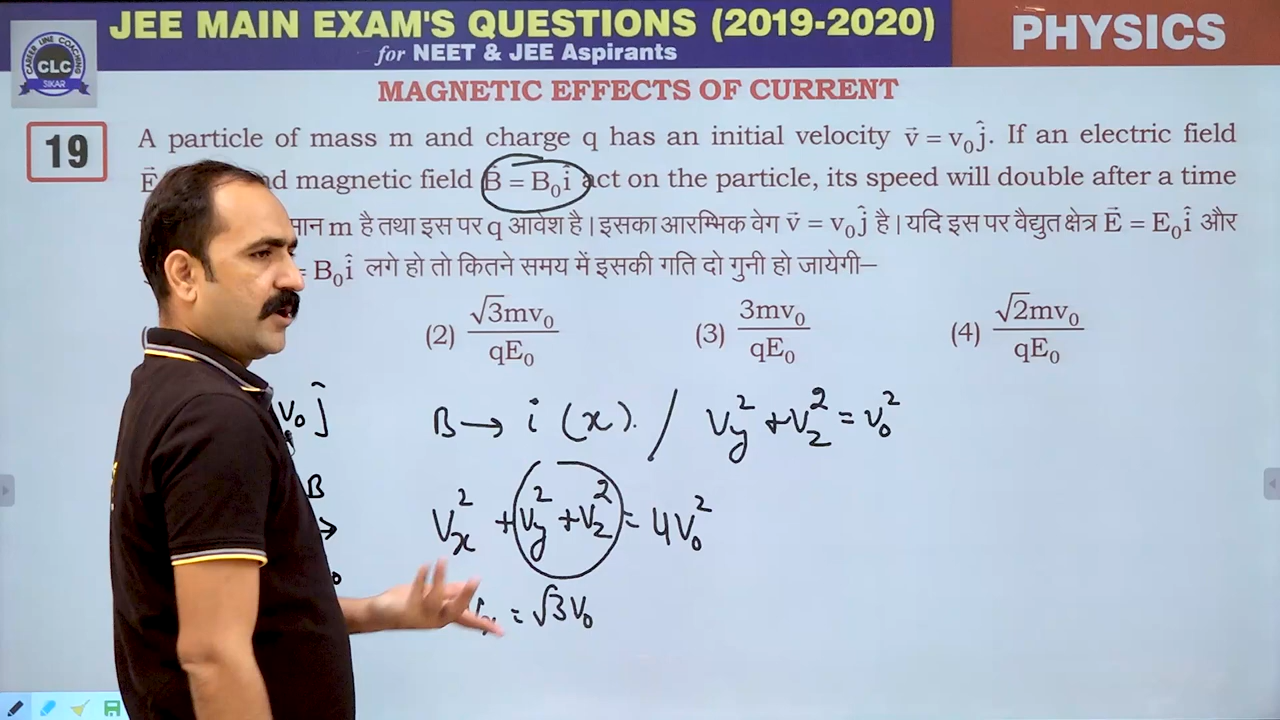 JEE MAIN EXAM'S QUESTIONS (2019-2020)
for NEET & JEE Aspirants
PHYSICS
CAREER LINE COACHING
CLC
SIKAR
MAGNETIC EFFECTS OF CURRENT
19
A particle of mass m and charge q has an initial velocity v⃗ = v₀ĵ. If an electric field
E⃗ nd magnetic field B⃗ = B₀î act on the particle, its speed will double after a time
मान m है तथा इस पर q आवेश है। इसका आरम्भिक वेग v⃗ = v₀ĵ है। यदि इस पर वैद्युत क्षेत्र E⃗ = E₀î और
= B₀î लगे हो तो कितने समय में इसकी गति दो गुनी हो जायेगी–
(2) √3mv₀/qE₀ (3) 3mv₀/qE₀ (4) √2mv₀/qE₀
v₀ĵ B → i (x). / Vy² + Vz² = V₀²
B
→ Vx² + Vy² + Vz² = 4V₀²
= √3 V₀